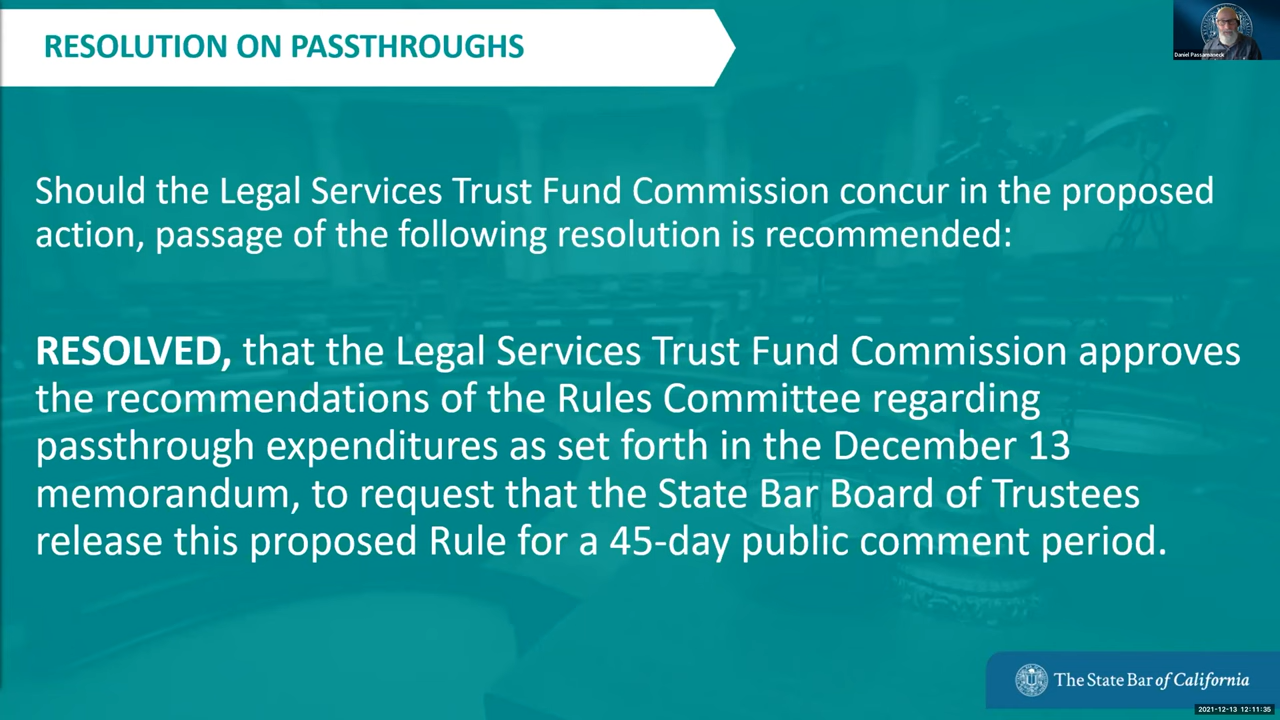 RESOLUTION ON PASSTHROUGHS
Daniel Passamaneck
Should the Legal Services Trust Fund Commission concur in the proposed
action, passage of the following resolution is recommended:
RESOLVED, that the Legal Services Trust Fund Commission approves
the recommendations of the Rules Committee regarding
passthrough expenditures as set forth in the December 13
memorandum, to request that the State Bar Board of Trustees
release this proposed Rule for a 45-day public comment period.
The State Bar of California
2021-12-13 12:11:35